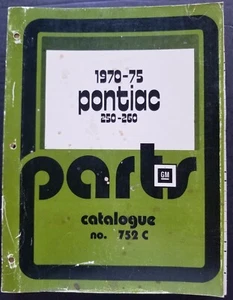 1970-75
pontiac
250-260
parts
GM
catalogue
no. 752 C